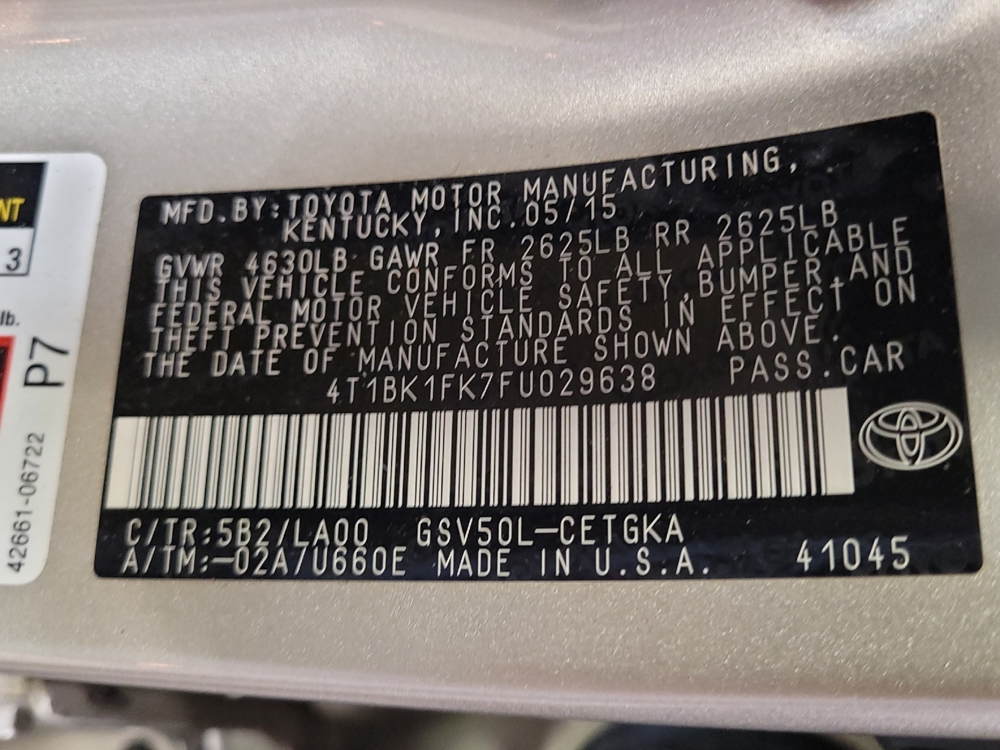 NT
3
lb.
P7
42661-06722
MFD.BY:TOYOTA MOTOR MANUFACTURING,
KENTUCKY,INC.05/15
GVWR 4630LB GAWR FR 2625LB RR 2625LB
THIS VEHICLE CONFORMS TO ALL APPLICABLE
FEDERAL MOTOR VEHICLE SAFETY,BUMPER,AND
THEFT PREVENTION STANDARDS IN EFFECT ON
THE DATE OF MANUFACTURE SHOWN ABOVE.
4T1BK1FK7FU029638 PASS.CAR
C/TR:5B2/LA00 GSV50L-CETGKA
A/TM:-02A/U660E MADE IN U.S.A. 41045